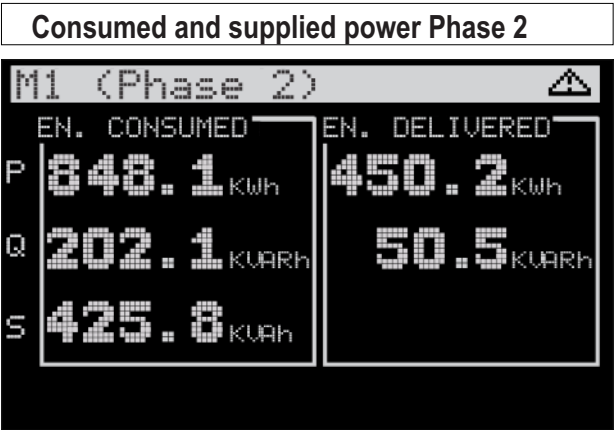 Consumed and supplied power Phase 2
M1 (Phase 2)
EN. CONSUMED EN. DELIVERED
P 848.1 KWh 450.2 KWh
Q 202.1 KVARh 50.5 KVARh
S 425.8 KVAh